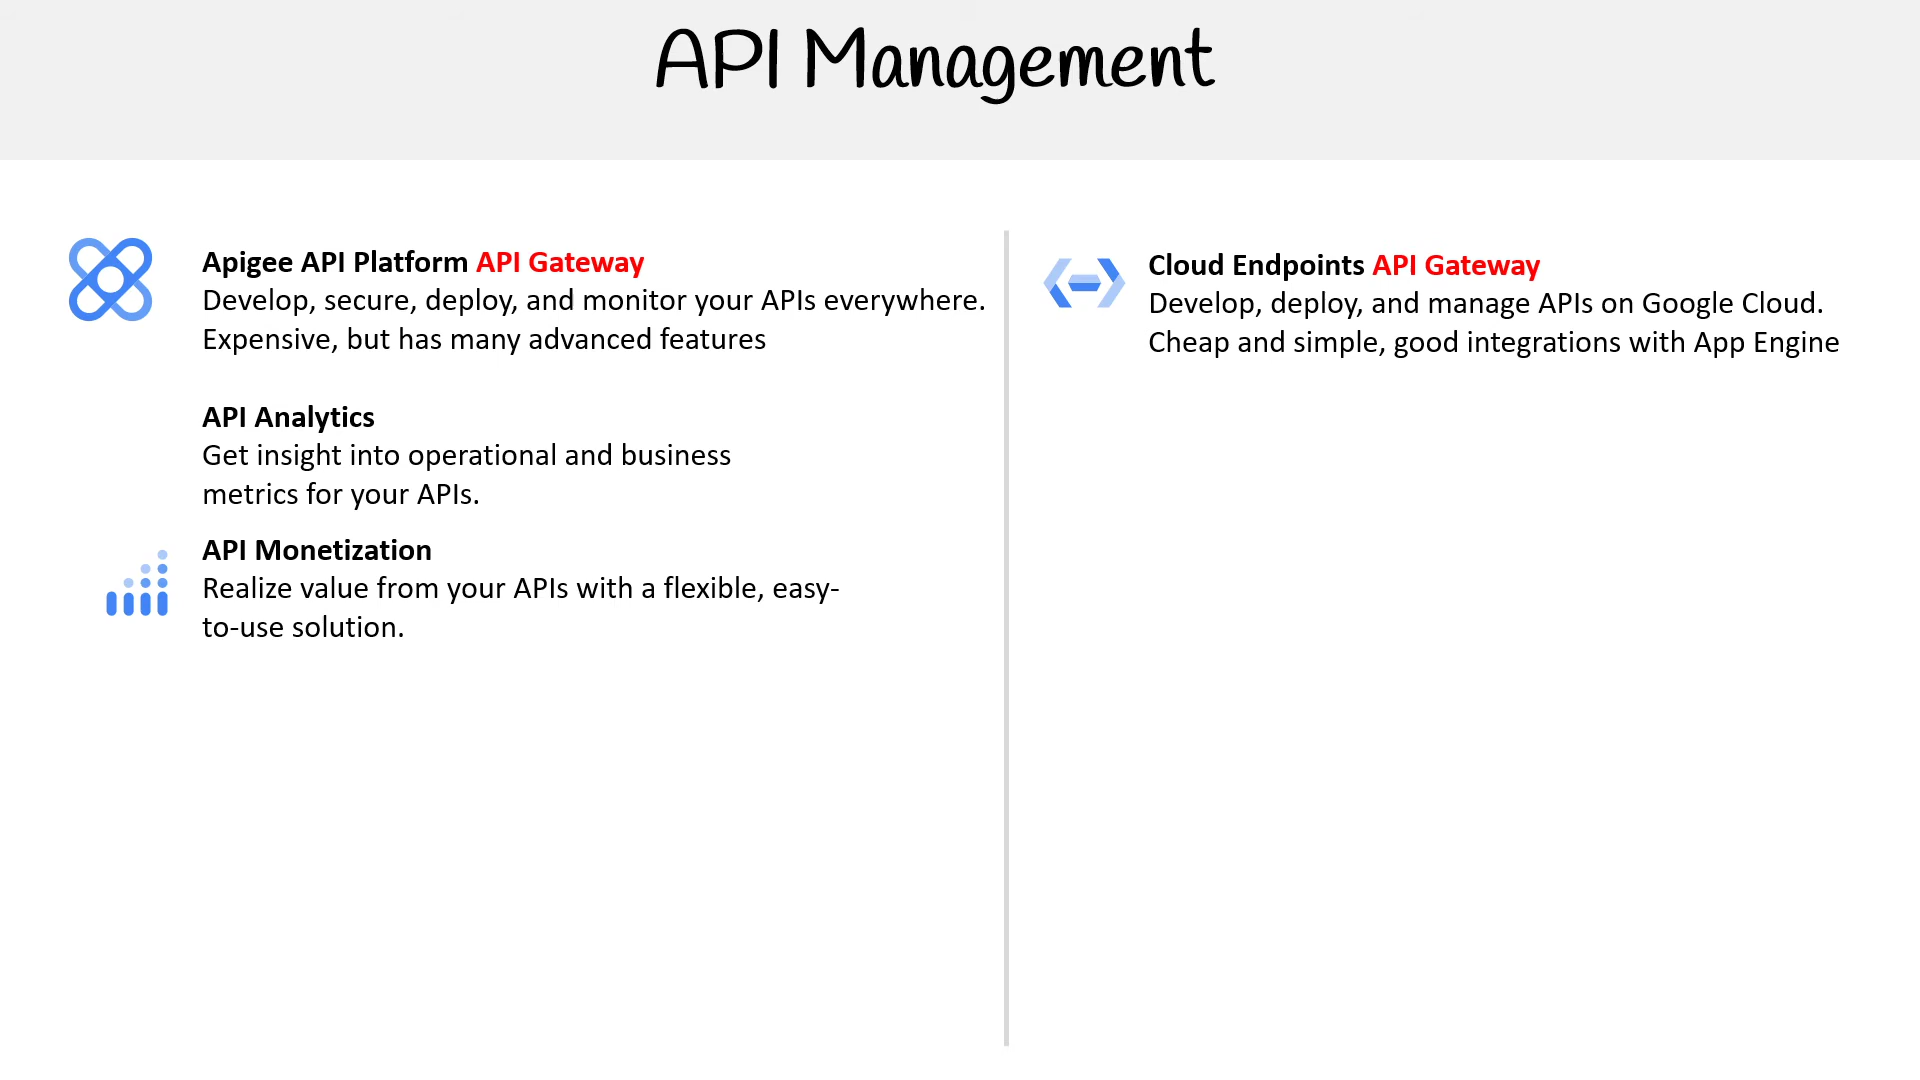 API Management
Apigee API Platform API Gateway
Develop, secure, deploy, and monitor your APIs everywhere.
Expensive, but has many advanced features
API Analytics
Get insight into operational and business
metrics for your APIs.
API Monetization
Realize value from your APIs with a flexible, easy-
to-use solution.
Cloud Endpoints API Gateway
Develop, deploy, and manage APIs on Google Cloud.
Cheap and simple, good integrations with App Engine